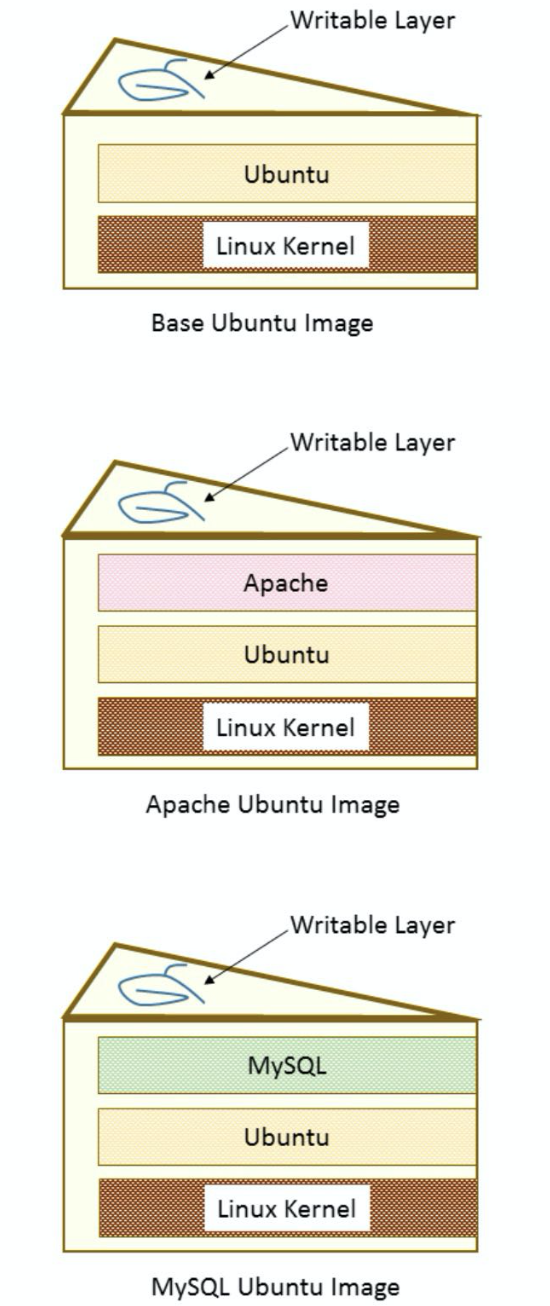 Writable Layer
Ubuntu
Linux Kernel
Base Ubuntu Image
Writable Layer
Apache
Ubuntu
Linux Kernel
Apache Ubuntu Image
Writable Layer
MySQL
Ubuntu
Linux Kernel
MySQL Ubuntu Image